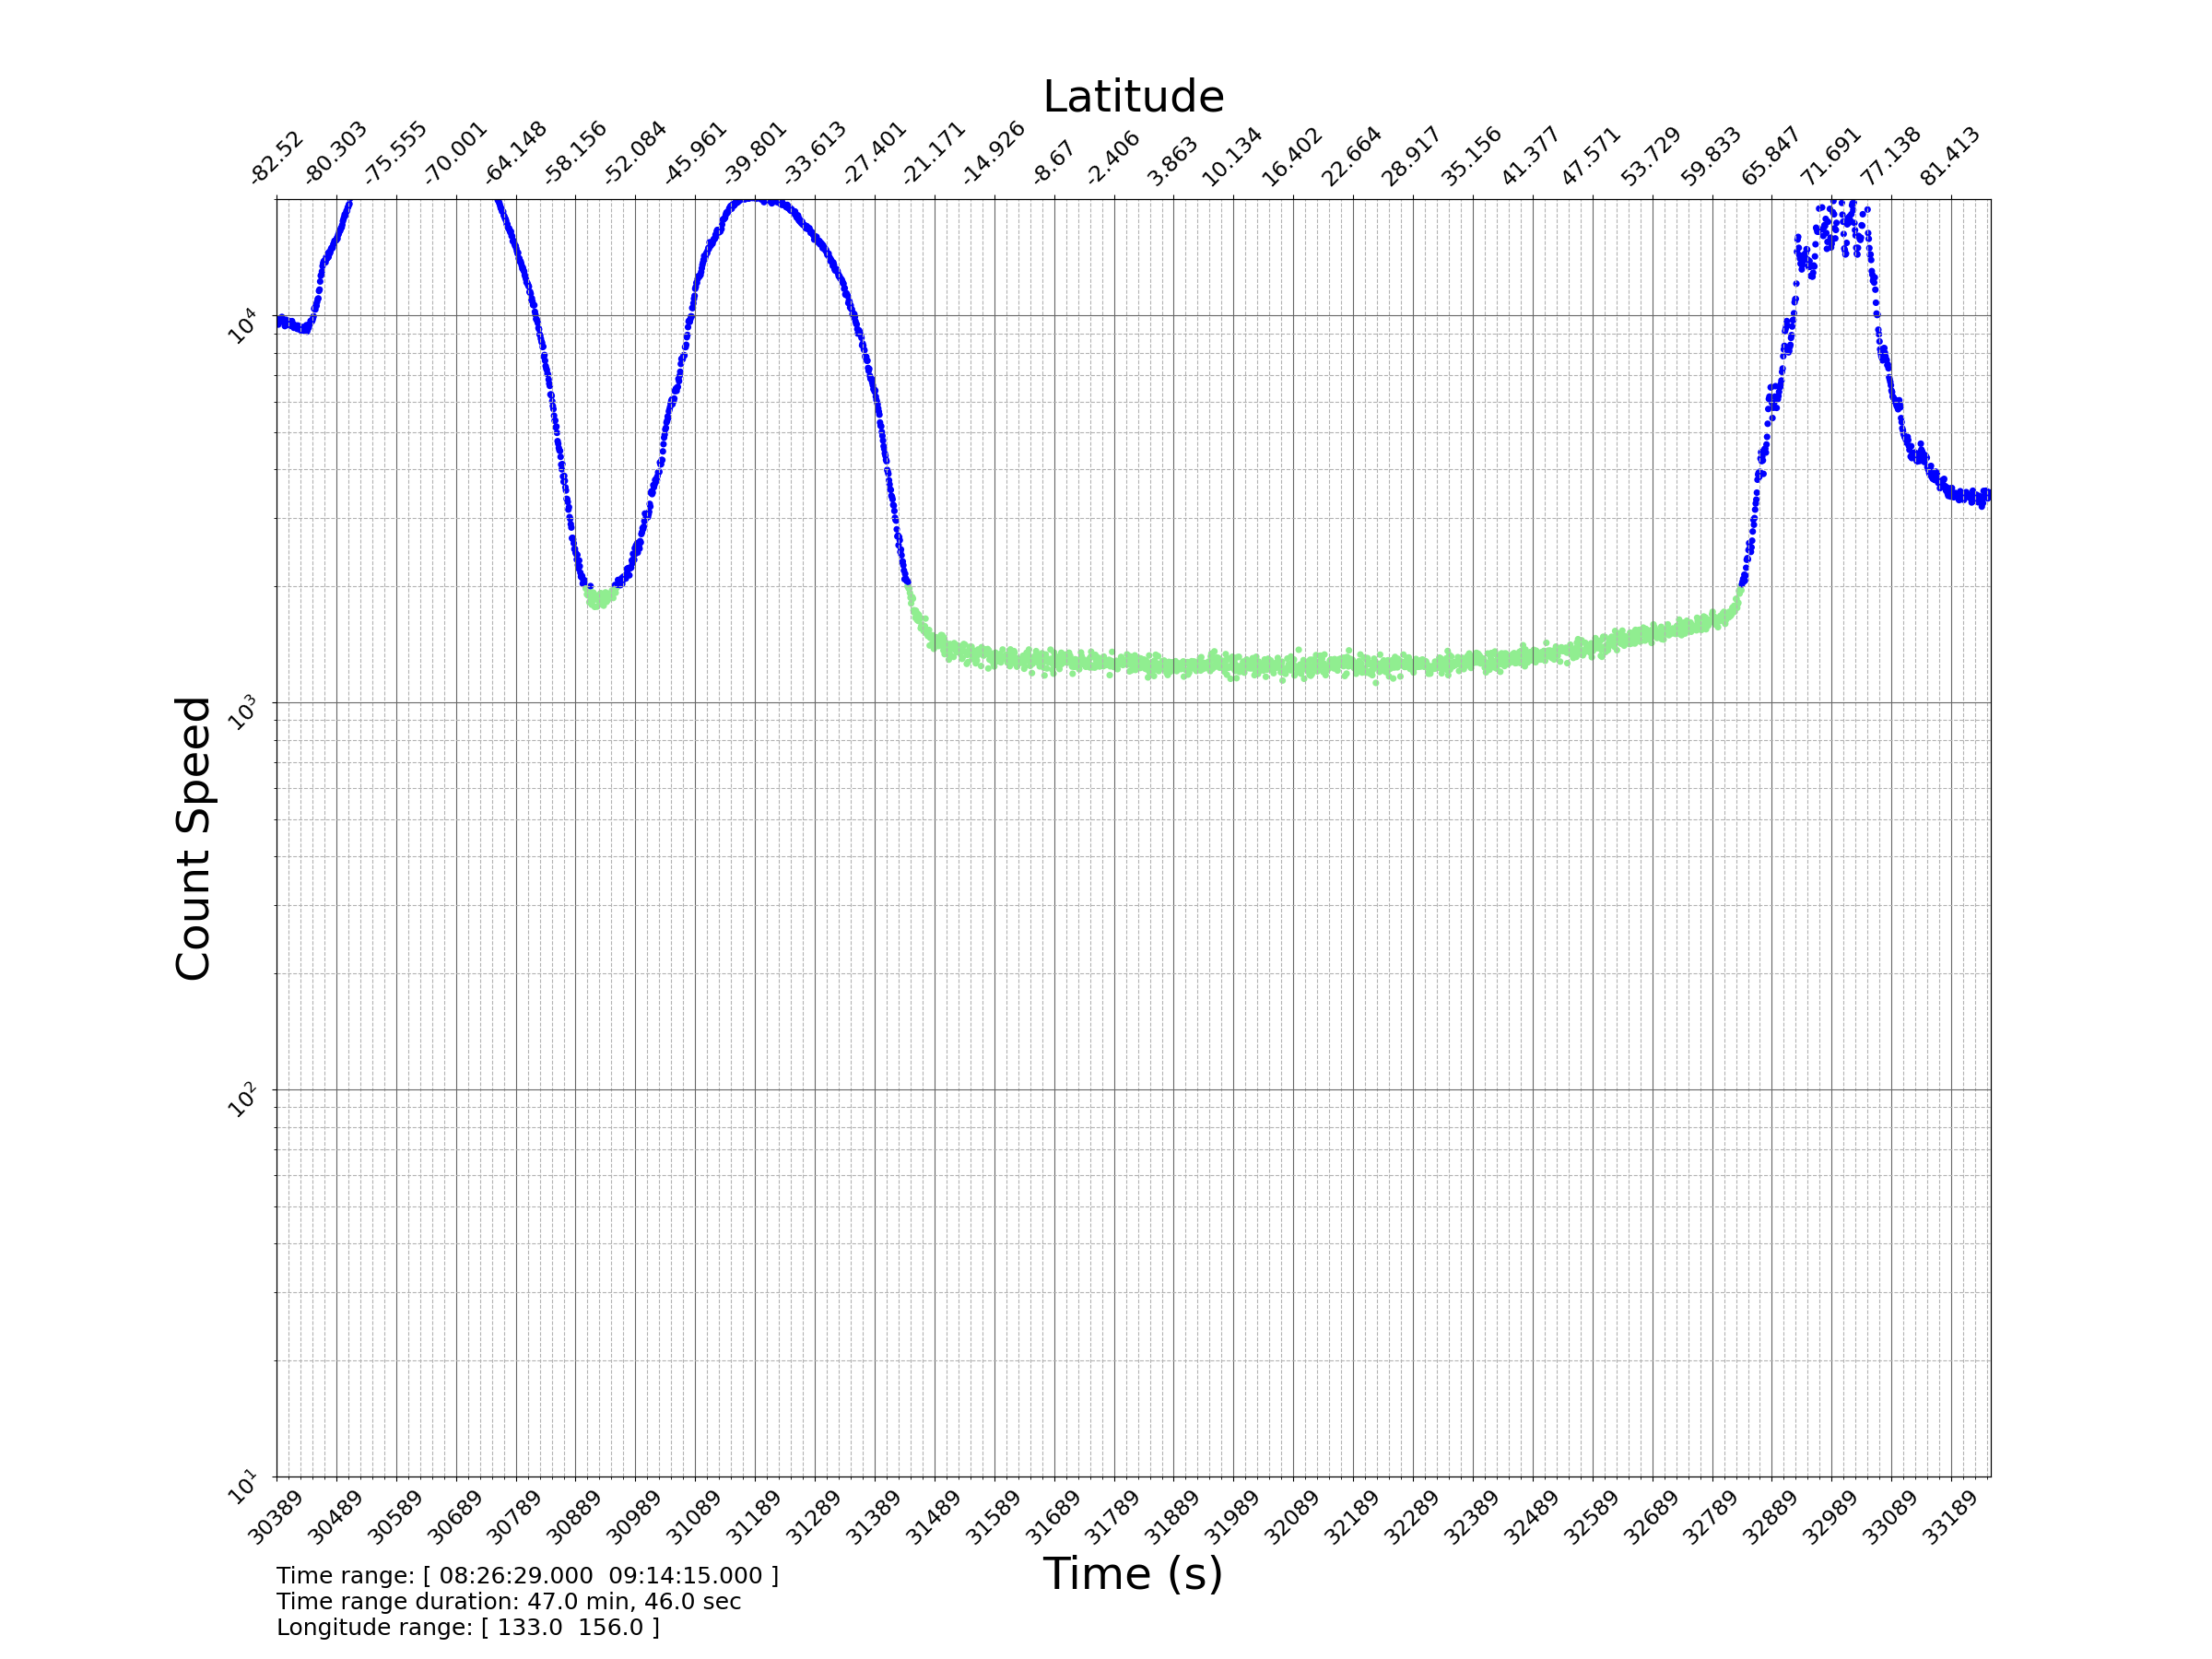 Latitude
-82.52 -80.303 -75.555 -70.001 -64.148 -58.156 -52.084 -45.961 -39.801 -33.613 -27.401 -21.171 -14.926 -8.67 -2.406 3.863 10.134 16.402 22.664 28.917 35.156 41.377 47.571 53.729 59.833 65.847 71.691 77.138 81.413
10^4
10^3
Count Speed
10^2
10^1
30389 30489 30589 30689 30789 30889 30989 31089 31189 31289 31389 31489 31589 31689 31789 31889 31989 32089 32189 32289 32389 32489 32589 32689 32789 32889 32989 33089 33189
Time (s)
Time range: [ 08:26:29.000  09:14:15.000 ]
Time range duration: 47.0 min, 46.0 sec
Longitude range: [ 133.0  156.0 ]